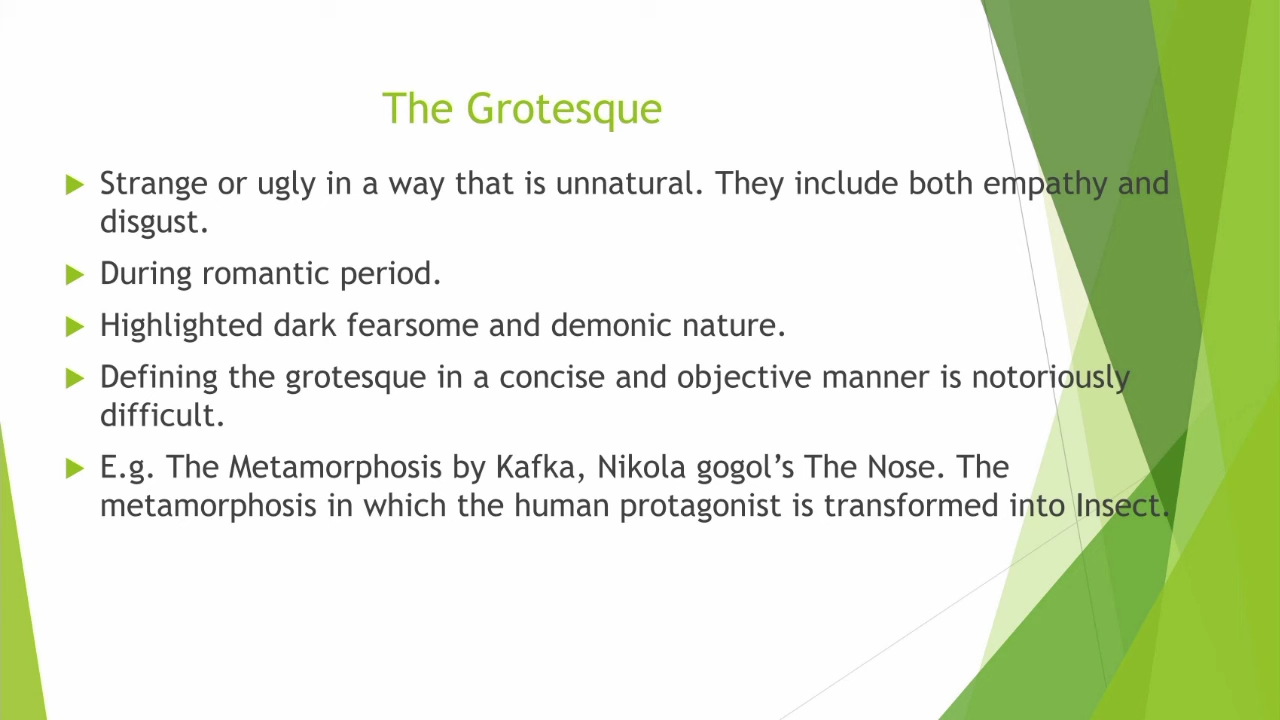 The Grotesque
Strange or ugly in a way that is unnatural. They include both empathy and
disgust.
During romantic period.
Highlighted dark fearsome and demonic nature.
Defining the grotesque in a concise and objective manner is notoriously
difficult.
E.g. The Metamorphosis by Kafka, Nikola gogol’s The Nose. The
metamorphosis in which the human protagonist is transformed into Insect.